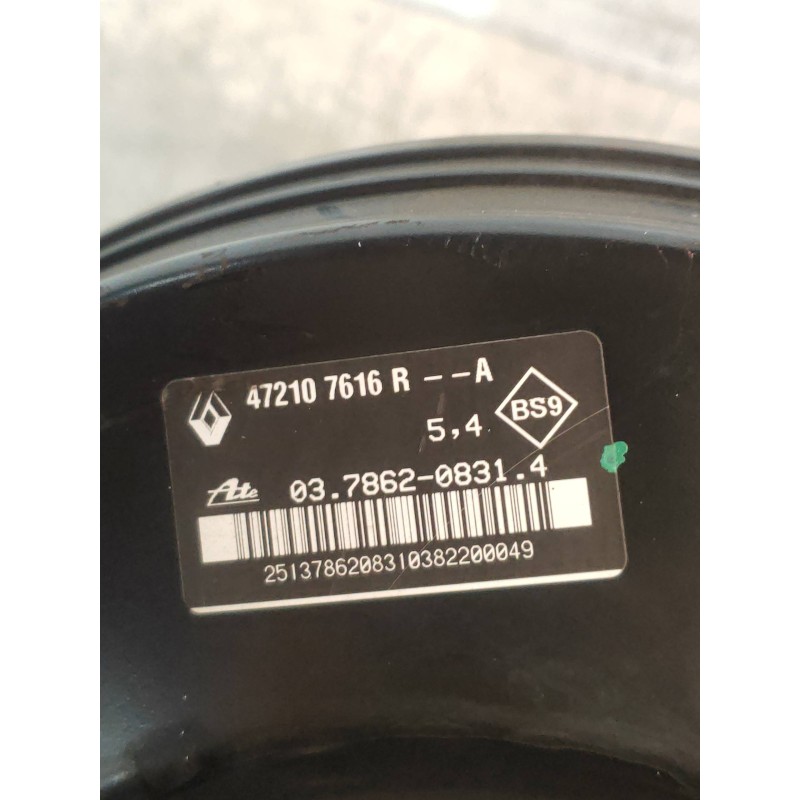 47210 7616 R --A
5,4
BS9
Ate 03.7862-0831.4
2513786208310382200049